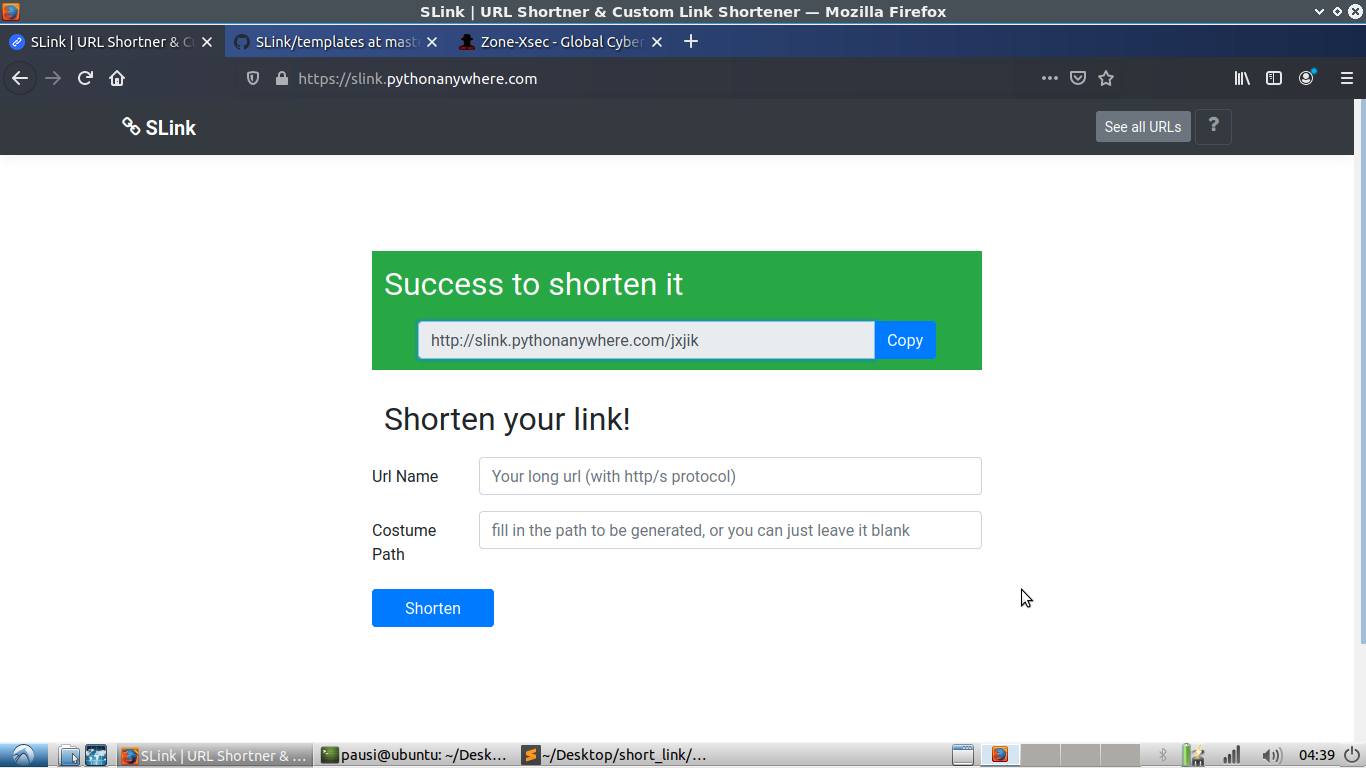 SLink | URL Shortner & Custom Link Shortener — Mozilla Firefox
SLink | URL Shortner & C
SLink/templates at mast
Zone-Xsec - Global Cyber
https://slink.pythonanywhere.com
SLink
See all URLs
?
Success to shorten it
http://slink.pythonanywhere.com/jxjik
Copy
Shorten your link!
Url Name
Your long url (with http/s protocol)
Costume
Path
fill in the path to be generated, or you can just leave it blank
Shorten
SLink | URL Shortner & ...
pausi@ubuntu: ~/Desk...
~/Desktop/short_link/...
04:39